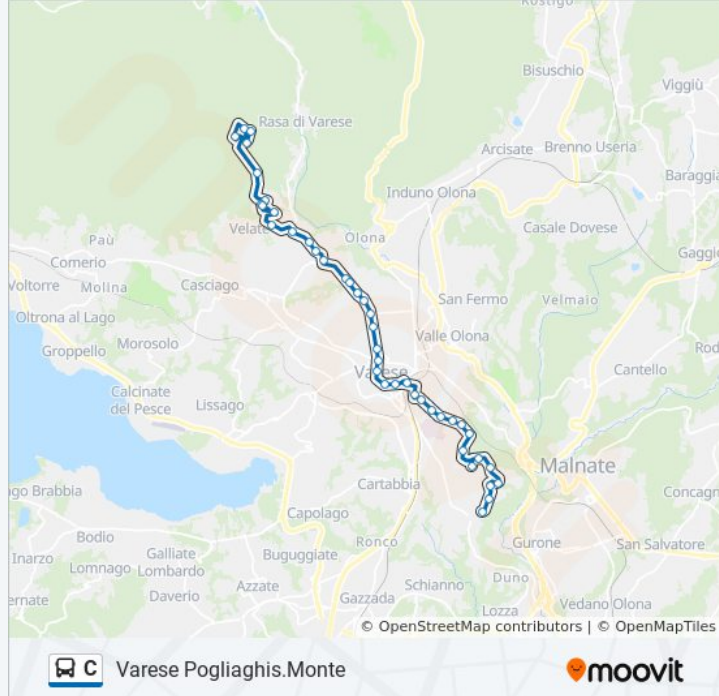 Rostigo
Bisuschio
Viggiù
Rasa di Varese
Arcisate
Brenno Useria
Baraggia
Induno Olona
Velate
Olona
Casale Dovese
Paù
Comerio
Gaggio
Voltorre
Molina
Casciago
San Fermo
Velmaio
Oltrona al Lago
Morosolo
Valle Olona
Rod
Groppello
Varese
Cantello
Calcinate
del Pesce
Lissago
Malnate
Cartabbia
ago Brabbia
Concagn
Capolago
Bodio
Ronco
Gurone
San Salvatore
Inarzo
Galliate
Lombardo
Buguggiate
Lomnago
Schianno
Duno
Azzate
ernate
Daverio
Gazzada
Lozza
Vedano Olona
© OpenStreetMap contributors | © OpenMapTiles
C Varese Pogliaghis.Monte
moovit